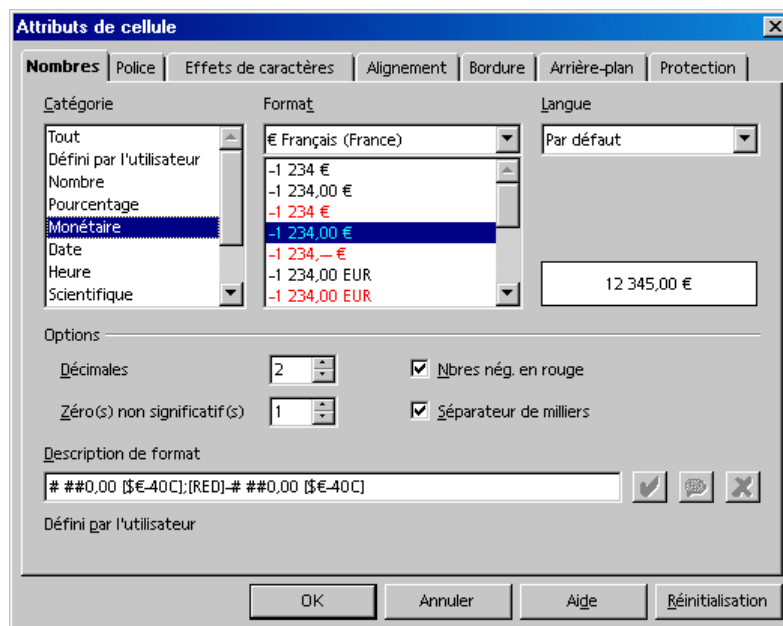 Attributs de cellule
Nombres Police Effets de caractères Alignement Bordure Arrière-plan Protection
Catégorie Format Langue
Tout
Défini par l'utilisateur
Nombre
Pourcentage
Monétaire
Date
Heure
Scientifique
€ Français (France)
-1 234 €
-1 234,00 €
-1 234 €
-1 234,00 €
-1 234,-- €
-1 234,00 EUR
-1 234,00 EUR
Par défaut
12 345,00 €
Options
Décimales 2 Nbres nég. en rouge
Zéro(s) non significatif(s) 1 Séparateur de milliers
Description de format
# ##0,00 [$€-40C];[RED]-# ##0,00 [$€-40C]
Défini par l'utilisateur
OK Annuler Aide Réinitialisation